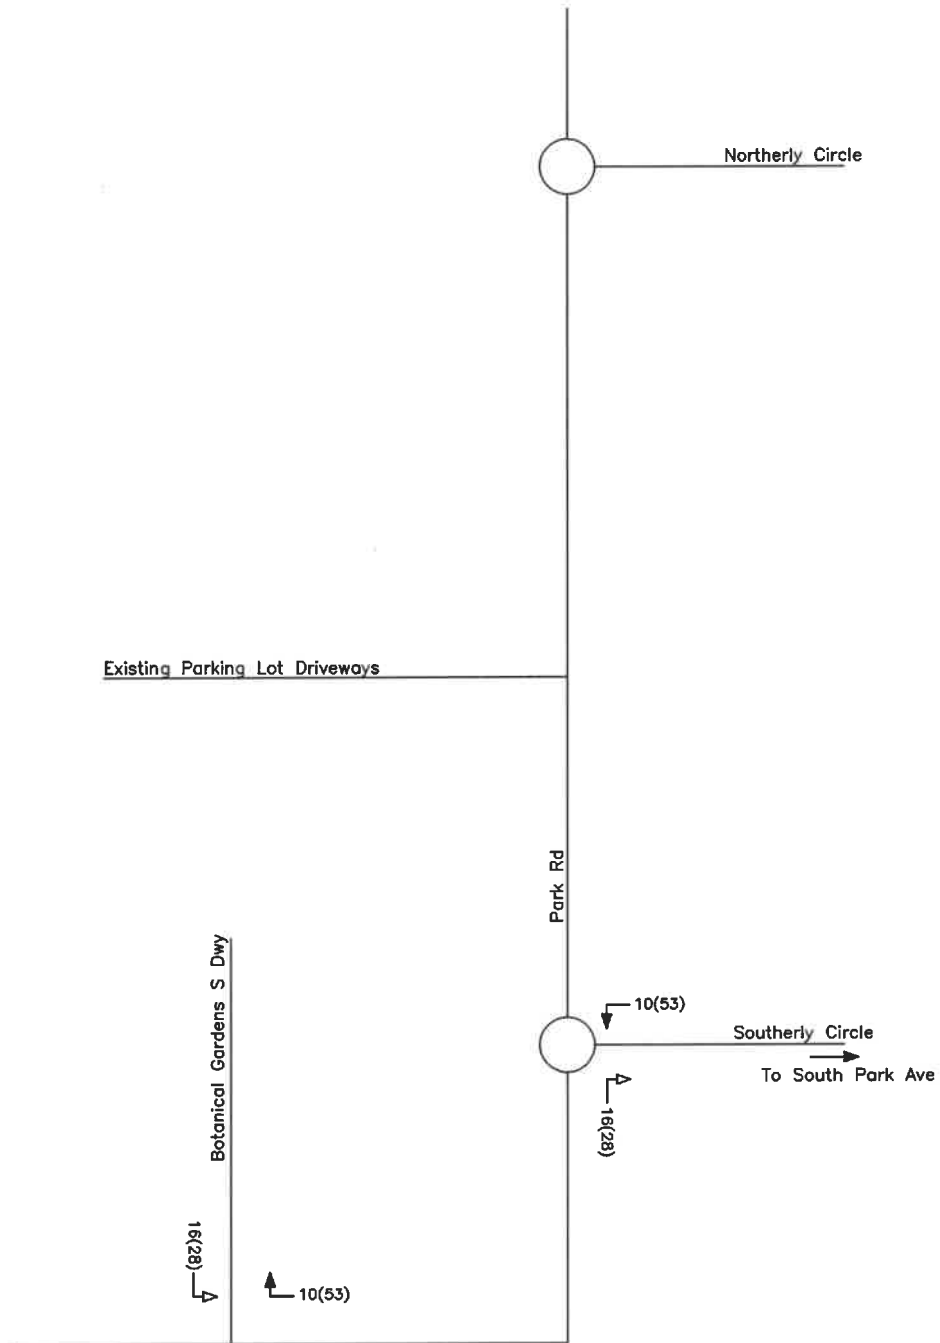 Northerly Circle
Existing Parking Lot Driveways
Park Rd
Botanical Gardens S Dwy
10(53)
Southerly Circle
To South Park Ave
16(28)
16(28)
10(53)